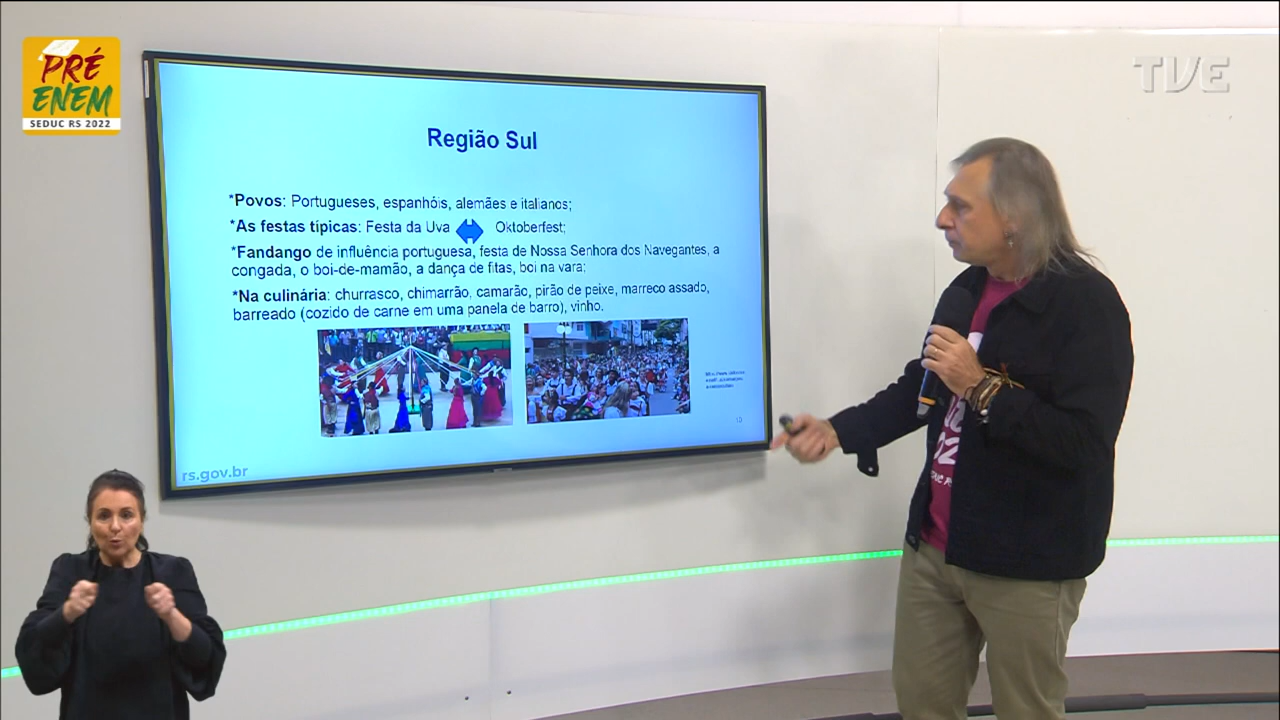 PRÉ
ENEM
SEDUC RS 2022
TVE
Região Sul
*Povos: Portugueses, espanhóis, alemães e italianos;
*As festas típicas: Festa da Uva Oktoberfest;
*Fandango de influência portuguesa, festa de Nossa Senhora dos Navegantes, a
congada, o boi-de-mamão, a dança de fitas, boi na vara;
*Na culinária: churrasco, chimarrão, camarão, pirão de peixe, marreco assado,
barreado (cozido de carne em uma panela de barro), vinho.
10
rs.gov.br